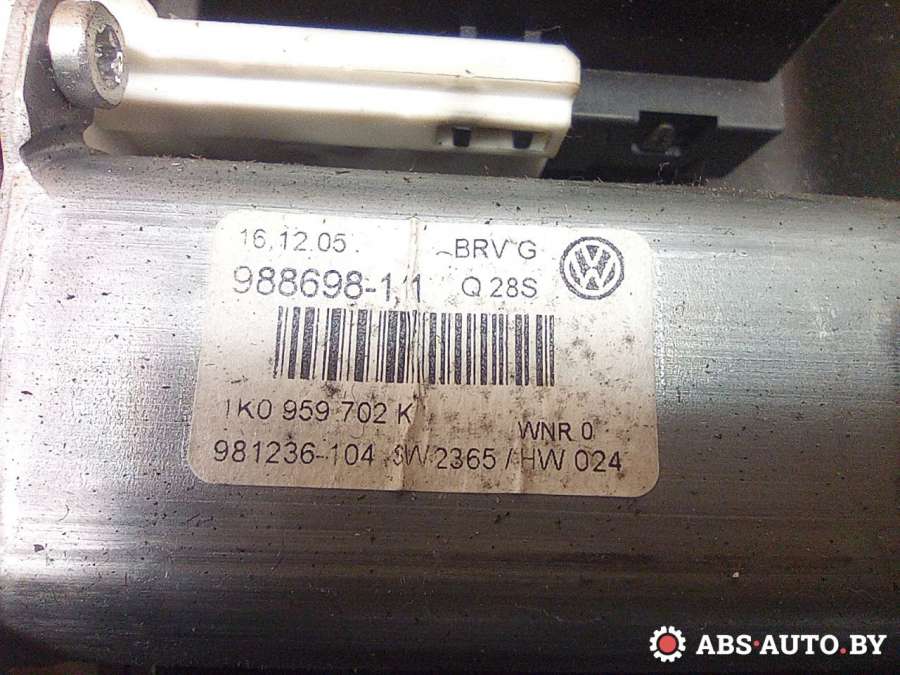 16.12.05. BRV G
988698-1.1 Q 28S
1K0 959 702 K
WNR 0
981236-104 SW 2365 / HW 024
ABS-AUTO.BY